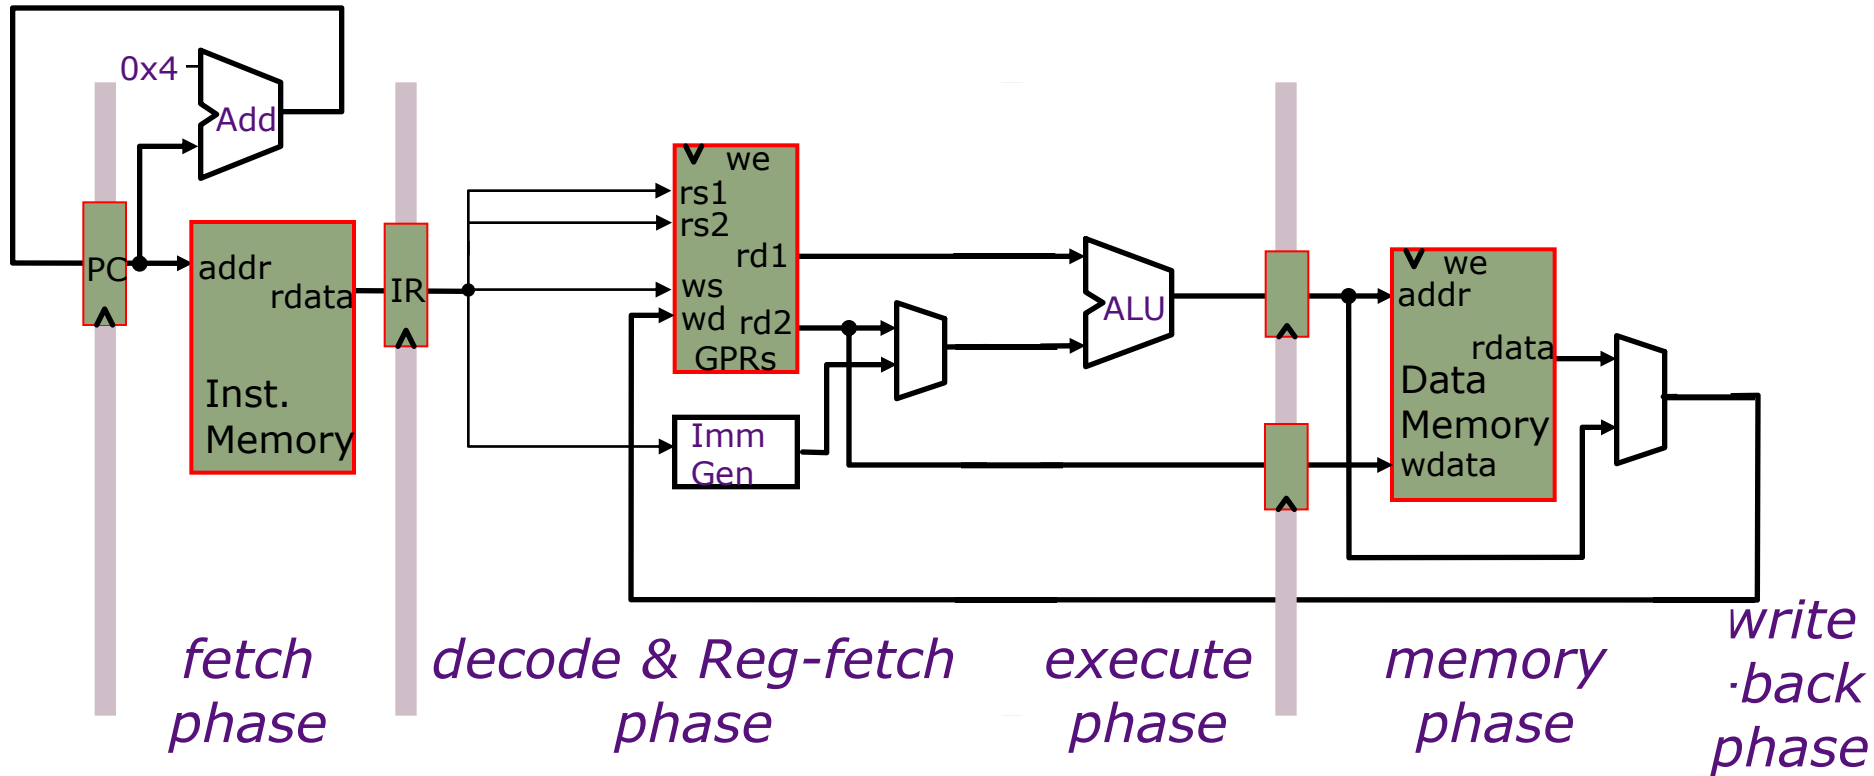 0x4
Add
PC
addr
rdata
Inst.
Memory
IR
we
rs1
rs2
rd1
ws
wd
rd2
GPRs
Imm
Gen
ALU
we
addr
rdata
Data
Memory
wdata
fetch
phase
decode & Reg-fetch
phase
execute
phase
memory
phase
write
-back
phase